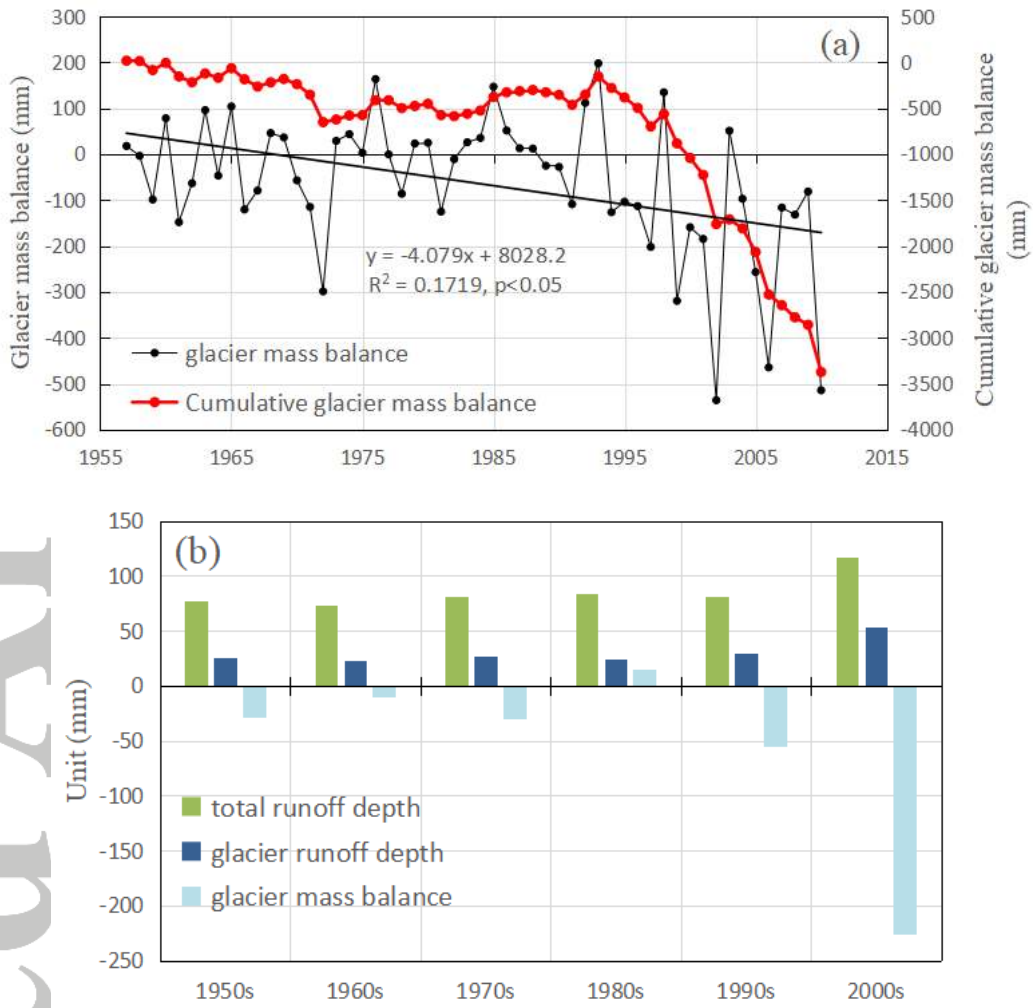 (a)
Glacier mass balance (mm)
300
200
100
0
-100
-200
-300
-400
-500
-600
500
0
-500
-1000
-1500
-2000
-2500
-3000
-3500
-4000
Cumulative glacier mass balance
(mm)
y = -4.079x + 8028.2
R² = 0.1719, p<0.05
glacier mass balance
Cumulative glacier mass balance
1955 1965 1975 1985 1995 2005 2015
(b)
Unit (mm)
150
100
50
0
-50
-100
-150
-200
-250
total runoff depth
glacier runoff depth
glacier mass balance
1950s 1960s 1970s 1980s 1990s 2000s